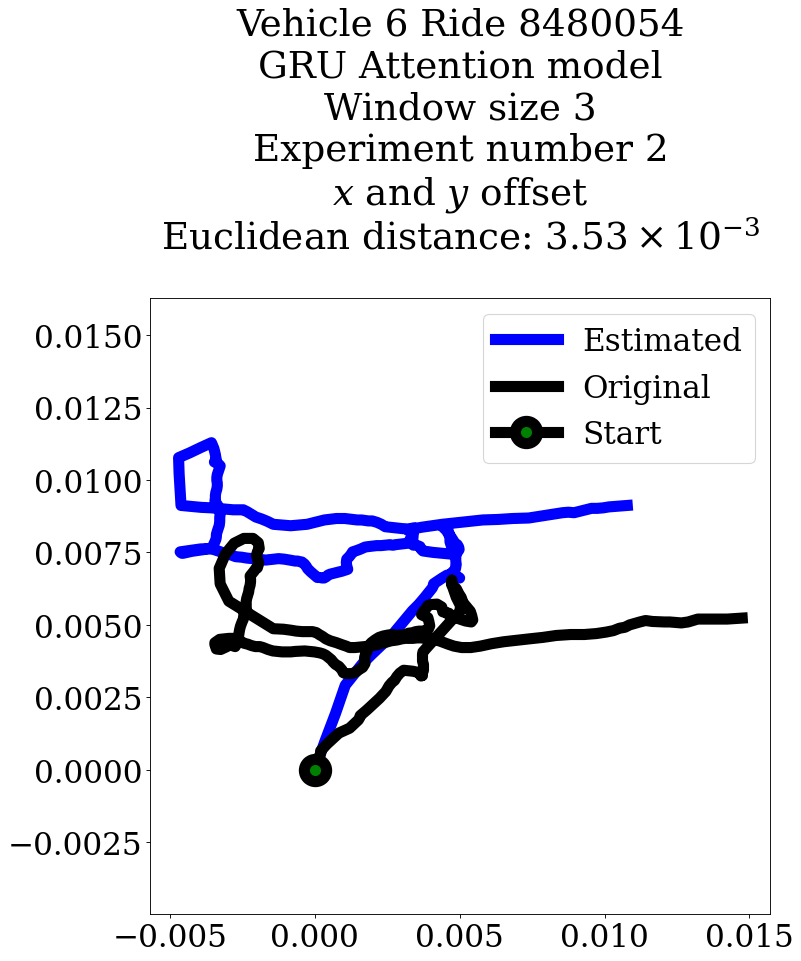 Vehicle 6 Ride 8480054
GRU Attention model
Window size 3
Experiment number 2
x and y offset
Euclidean distance: 3.53 × 10⁻³
Estimated
Original
Start
0.0150
0.0125
0.0100
0.0075
0.0050
0.0025
0.0000
−0.0025
−0.005 0.000 0.005 0.010 0.015